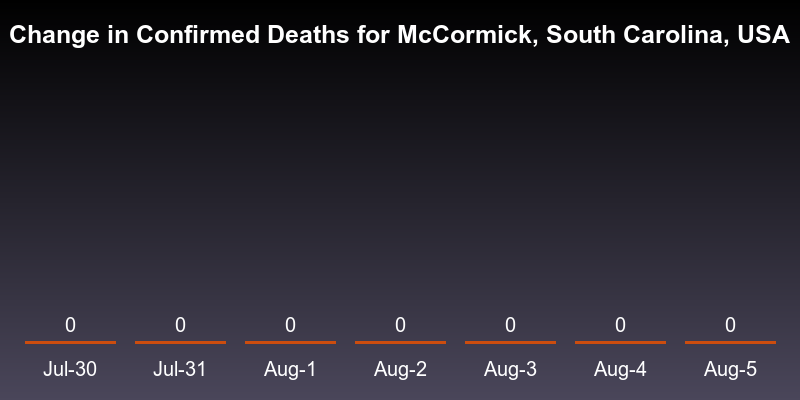 Change in Confirmed Deaths for McCormick, South Carolina, USA
0 0 0 0 0 0 0
Jul-30 Jul-31 Aug-1 Aug-2 Aug-3 Aug-4 Aug-5